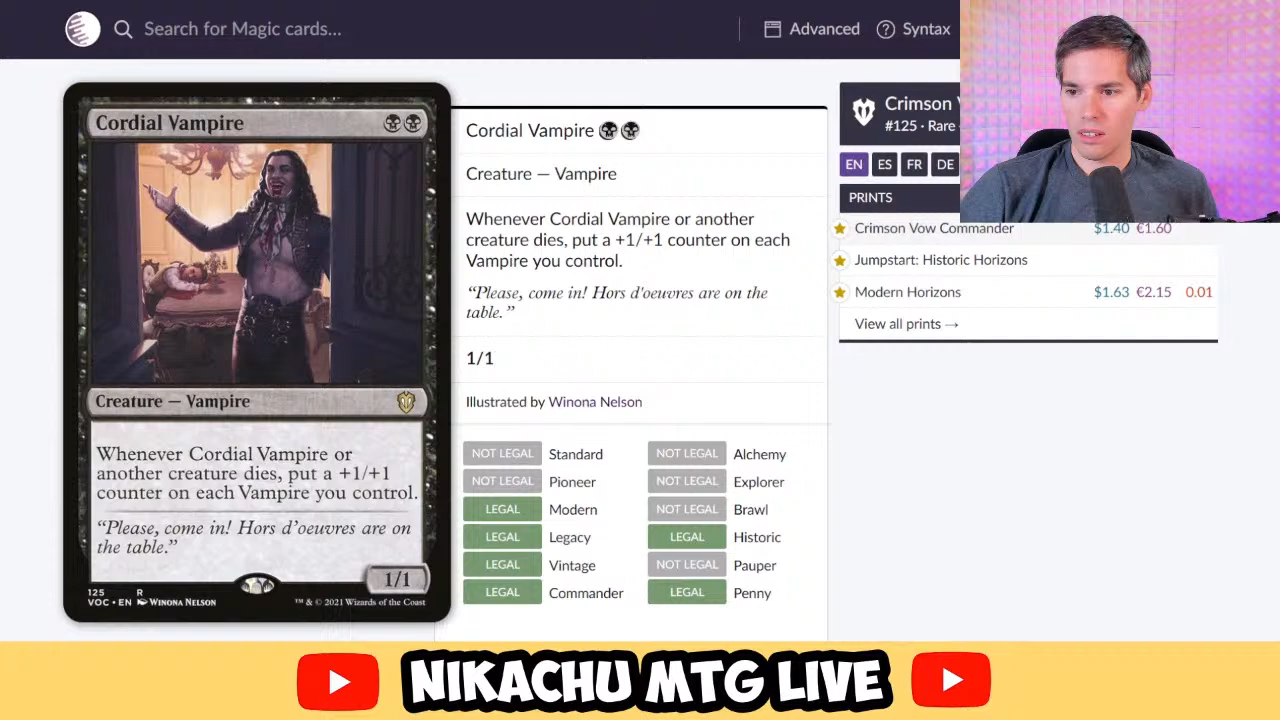 Search for Magic cards...
Advanced
Syntax
Cordial Vampire
Creature — Vampire
Whenever Cordial Vampire or
another creature dies, put a +1/+1
counter on each Vampire you control.
“Please, come in! Hors d’oeuvres are on
the table.”
1/1
125 R
VOC • EN Winona Nelson
™ & © 2021 Wizards of the Coast
Cordial Vampire
Creature — Vampire
Whenever Cordial Vampire or another
creature dies, put a +1/+1 counter on each
Vampire you control.
“Please, come in! Hors d'oeuvres are on the
table.”
1/1
Illustrated by Winona Nelson
NOT LEGAL Standard NOT LEGAL Alchemy
NOT LEGAL Pioneer NOT LEGAL Explorer
LEGAL Modern NOT LEGAL Brawl
LEGAL Legacy LEGAL Historic
LEGAL Vintage NOT LEGAL Pauper
LEGAL Commander LEGAL Penny
Crimson
#125 · Rare
EN ES FR DE
PRINTS
Crimson Vow Commander $1.40 €1.60
Jumpstart: Historic Horizons
Modern Horizons $1.63 €2.15 0.01
View all prints →
NIKACHU MTG LIVE